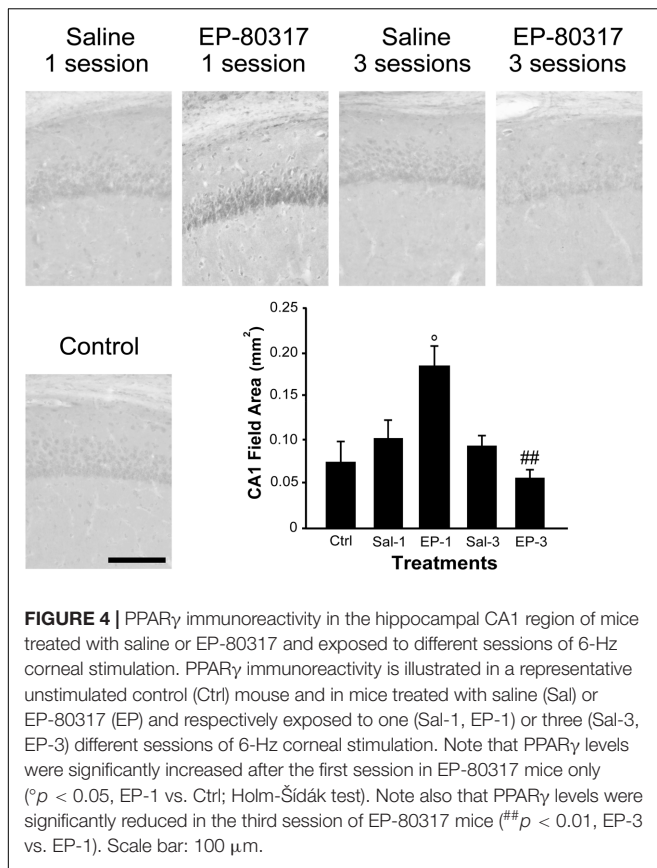 Saline
1 session
EP-80317
1 session
Saline
3 sessions
EP-80317
3 sessions
Control
CA1 Field Area (mm²)
0.25
0.20
0.15
0.10
0.05
0
°
##
Ctrl Sal-1 EP-1 Sal-3 EP-3
Treatments
FIGURE 4 | PPARγ immunoreactivity in the hippocampal CA1 region of mice
treated with saline or EP-80317 and exposed to different sessions of 6-Hz
corneal stimulation. PPARγ immunoreactivity is illustrated in a representative
unstimulated control (Ctrl) mouse and in mice treated with saline (Sal) or
EP-80317 (EP) and respectively exposed to one (Sal-1, EP-1) or three (Sal-3,
EP-3) different sessions of 6-Hz corneal stimulation. Note that PPARγ levels
were significantly increased after the first session in EP-80317 mice only
(°p < 0.05, EP-1 vs. Ctrl; Holm-Šídák test). Note also that PPARγ levels were
significantly reduced in the third session of EP-80317 mice (##p < 0.01, EP-3
vs. EP-1). Scale bar: 100 μm.